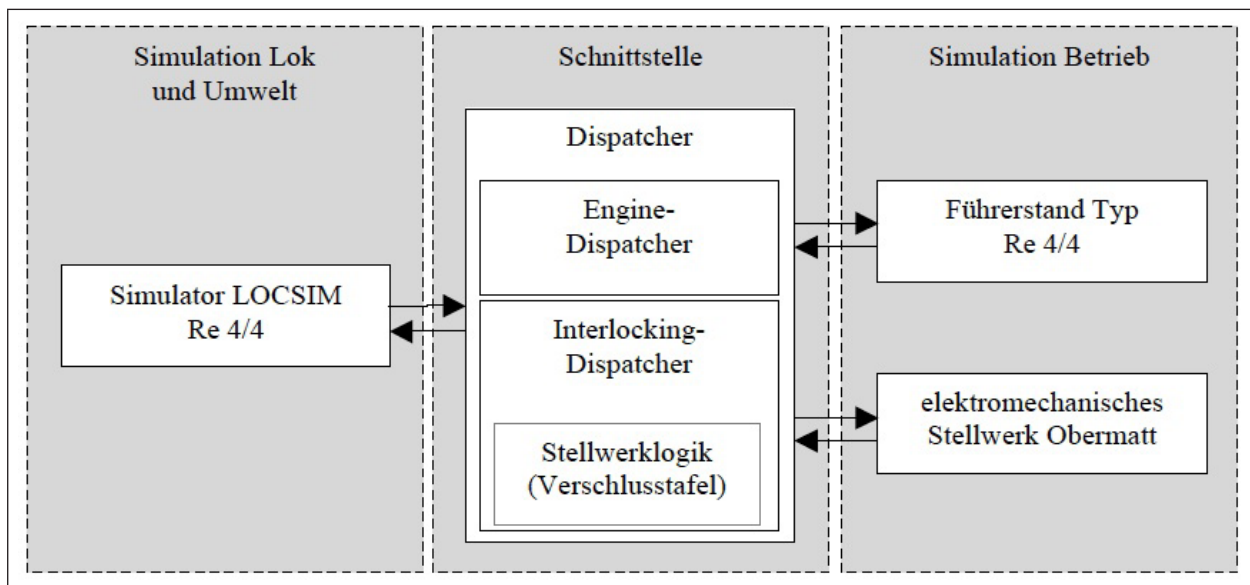 Simulation Lok
und Umwelt
Simulator LOCSIM
Re 4/4
Schnittstelle
Dispatcher
Engine-
Dispatcher
Interlocking-
Dispatcher
Stellwerklogik
(Verschlusstafel)
Simulation Betrieb
Führerstand Typ
Re 4/4
elektromechanisches
Stellwerk Obermatt